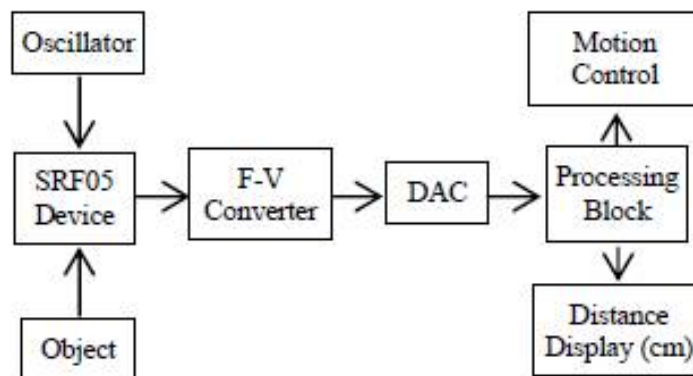 Oscillator
Motion
Control
SRF05
Device
F-V
Converter
DAC
Processing
Block
Object
Distance
Display (cm)